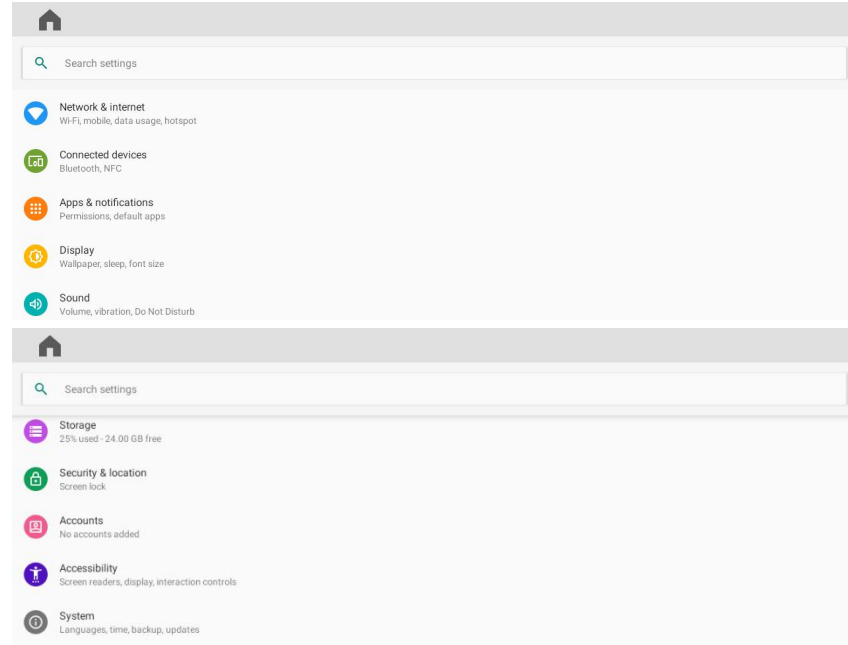 Search settings
Network & internet
Wi-Fi, mobile, data usage, hotspot
Connected devices
Bluetooth, NFC
Apps & notifications
Permissions, default apps
Display
Wallpaper, sleep, font size
Sound
Volume, vibration, Do Not Disturb
Search settings
Storage
25% used - 24.00 GB free
Security & location
Screen lock
Accounts
No accounts added
Accessibility
Screen readers, display, interaction controls
System
Languages, time, backup, updates